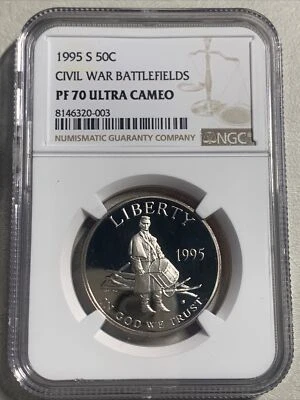 1995 S 50C
CIVIL WAR BATTLEFIELDS
PF 70 ULTRA CAMEO
8146320-003
NUMISMATIC GUARANTY COMPANY
NGC
LIBERTY
1995
IN GOD WE TRUST